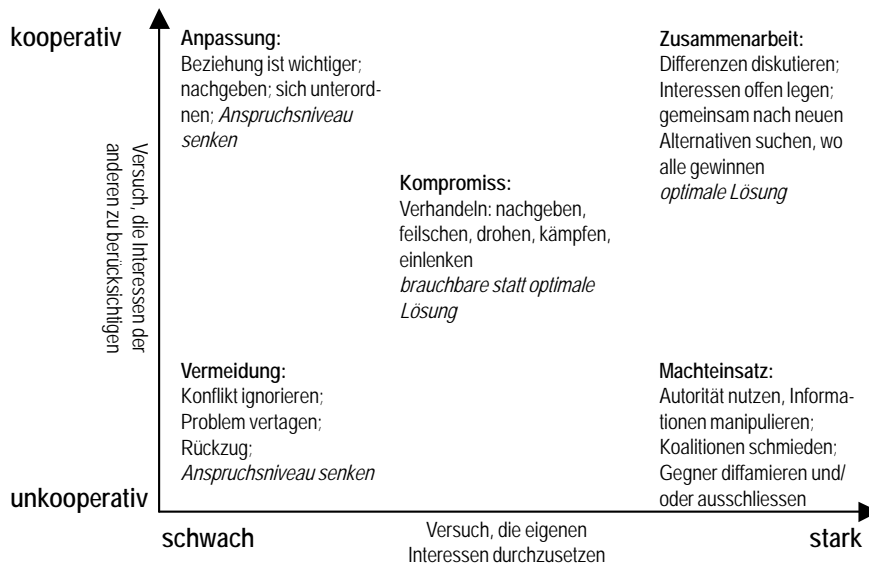 kooperativ
Anpassung:
Beziehung ist wichtiger;
nachgeben; sich unterord-
nen; Anspruchsniveau
senken
Zusammenarbeit:
Differenzen diskutieren;
Interessen offen legen;
gemeinsam nach neuen
Alternativen suchen, wo
alle gewinnen
optimale Lösung
Versuch, die Interessen der
anderen zu berücksichtigen
Kompromiss:
Verhandeln: nachgeben,
feilschen, drohen, kämpfen,
einlenken
brauchbare statt optimale
Lösung
Vermeidung:
Konflikt ignorieren;
Problem vertagen;
Rückzug;
Anspruchsniveau senken
Machteinsatz:
Autorität nutzen, Informa-
tionen manipulieren;
Koalitionen schmieden;
Gegner diffamieren und/
oder ausschliessen
unkooperativ
schwach
Versuch, die eigenen
Interessen durchzusetzen
stark